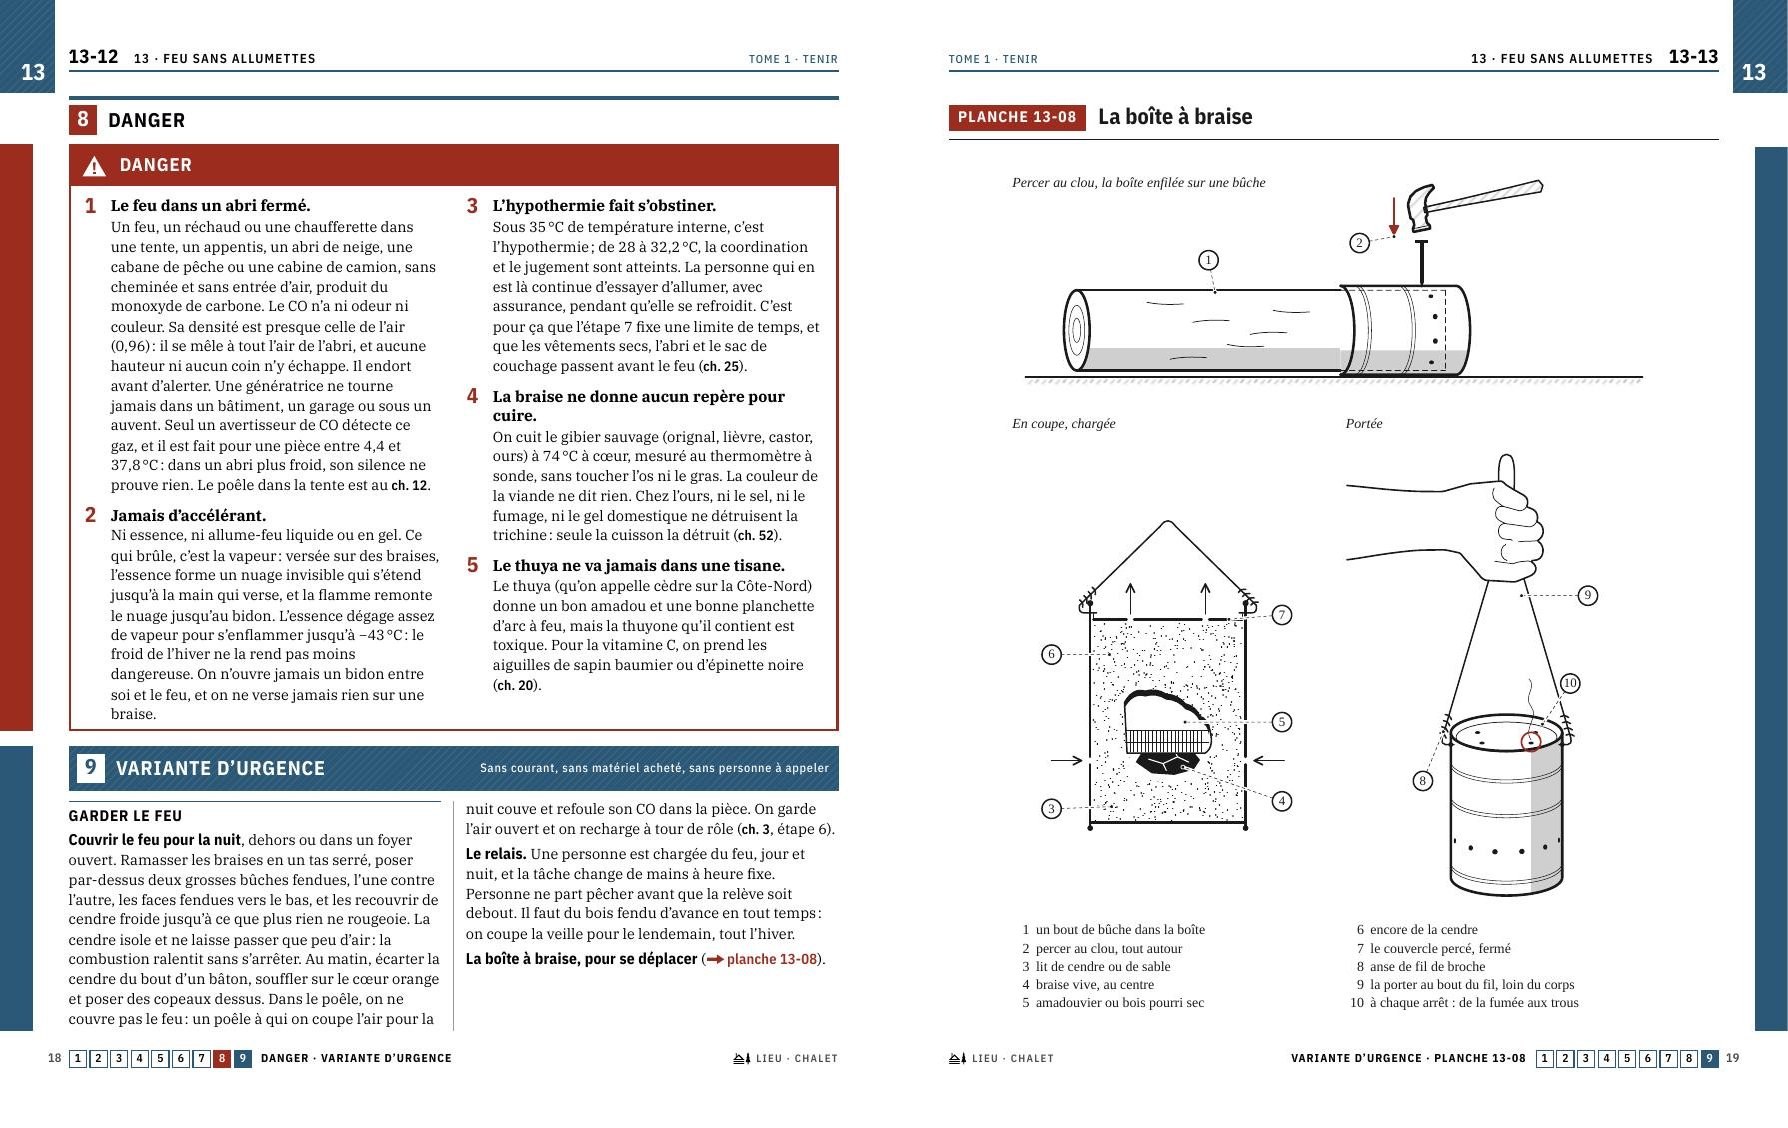 13
13-12 13 · FEU SANS ALLUMETTES
TOME 1 · TENIR
8 DANGER
DANGER
1 Le feu dans un abri fermé.
Un feu, un réchaud ou une chaufferette dans
une tente, un appentis, un abri de neige, une
cabane de pêche ou une cabine de camion, sans
cheminée et sans entrée d’air, produit du
monoxyde de carbone. Le CO n’a ni odeur ni
couleur. Sa densité est presque celle de l’air
(0,96) : il se mêle à tout l’air de l’abri, et aucune
hauteur ni aucun coin n’y échappe. Il endort
avant d’alerter. Une génératrice ne tourne
jamais dans un bâtiment, un garage ou sous un
auvent. Seul un avertisseur de CO détecte ce
gaz, et il est fait pour une pièce entre 4,4 et
37,8 °C : dans un abri plus froid, son silence ne
prouve rien. Le poêle dans la tente est au ch. 12.
2 Jamais d’accélérant.
Ni essence, ni allume-feu liquide ou en gel. Ce
qui brûle, c’est la vapeur : versée sur des braises,
l’essence forme un nuage invisible qui s’étend
jusqu’à la main qui verse, et la flamme remonte
le nuage jusqu’au bidon. L’essence dégage assez
de vapeur pour s’enflammer jusqu’à −43 °C : le
froid de l’hiver ne la rend pas moins
dangereuse. On n’ouvre jamais un bidon entre
soi et le feu, et on ne verse jamais rien sur une
braise.
3 L’hypothermie fait s’obstiner.
Sous 35 °C de température interne, c’est
l’hypothermie ; de 28 à 32,2 °C, la coordination
et le jugement sont atteints. La personne qui en
est là continue d’essayer d’allumer, avec
assurance, pendant qu’elle se refroidit. C’est
pour ça que l’étape 7 fixe une limite de temps, et
que les vêtements secs, l’abri et le sac de
couchage passent avant le feu (ch. 25).
4 La braise ne donne aucun repère pour
cuire.
On cuit le gibier sauvage (orignal, lièvre, castor,
ours) à 74 °C à cœur, mesuré au thermomètre à
sonde, sans toucher l’os ni le gras. La couleur de
la viande ne dit rien. Chez l’ours, ni le sel, ni le
fumage, ni le gel domestique ne détruisent la
trichine : seule la cuisson la détruit (ch. 52).
5 Le thuya ne va jamais dans une tisane.
Le thuya (qu’on appelle cèdre sur la Côte-Nord)
donne un bon amadou et une bonne planchette
d’arc à feu, mais la thuyone qu’il contient est
toxique. Pour la vitamine C, on prend les
aiguilles de sapin baumier ou d’épinette noire
(ch. 20).
9 VARIANTE D’URGENCE
Sans courant, sans matériel acheté, sans personne à appeler
GARDER LE FEU
Couvrir le feu pour la nuit, dehors ou dans un foyer
ouvert. Ramasser les braises en un tas serré, poser
par-dessus deux grosses bûches fendues, l’une contre
l’autre, les faces fendues vers le bas, et les recouvrir de
cendre froide jusqu’à ce que plus rien ne rougeoie. La
cendre isole et ne laisse passer que peu d’air : la
combustion ralentit sans s’arrêter. Au matin, écarter la
cendre du bout d’un bâton, souffler sur le cœur orange
et poser des copeaux dessus. Dans le poêle, on ne
couvre pas le feu : un poêle à qui on coupe l’air pour la
nuit couve et refoule son CO dans la pièce. On garde
l’air ouvert et on recharge à tour de rôle (ch. 3, étape 6).
Le relais. Une personne est chargée du feu, jour et
nuit, et la tâche change de mains à heure fixe.
Personne ne part pêcher avant que la relève soit
debout. Il faut du bois fendu d’avance en tout temps :
on coupe la veille pour le lendemain, tout l’hiver.
La boîte à braise, pour se déplacer (➡ planche 13-08).
18 1 2 3 4 5 6 7 8 9 DANGER · VARIANTE D’URGENCE
LIEU · CHALET
TOME 1 · TENIR
13 · FEU SANS ALLUMETTES 13-13
13
PLANCHE 13-08 La boîte à braise
Percer au clou, la boîte enfilée sur une bûche
1
2
En coupe, chargée
Portée
7
6
5
3
4
9
10
8
1 un bout de bûche dans la boîte
2 percer au clou, tout autour
3 lit de cendre ou de sable
4 braise vive, au centre
5 amadouvier ou bois pourri sec
6 encore de la cendre
7 le couvercle percé, fermé
8 anse de fil de broche
9 la porter au bout du fil, loin du corps
10 à chaque arrêt : de la fumée aux trous
LIEU · CHALET
VARIANTE D’URGENCE · PLANCHE 13-08 1 2 3 4 5 6 7 8 9 19